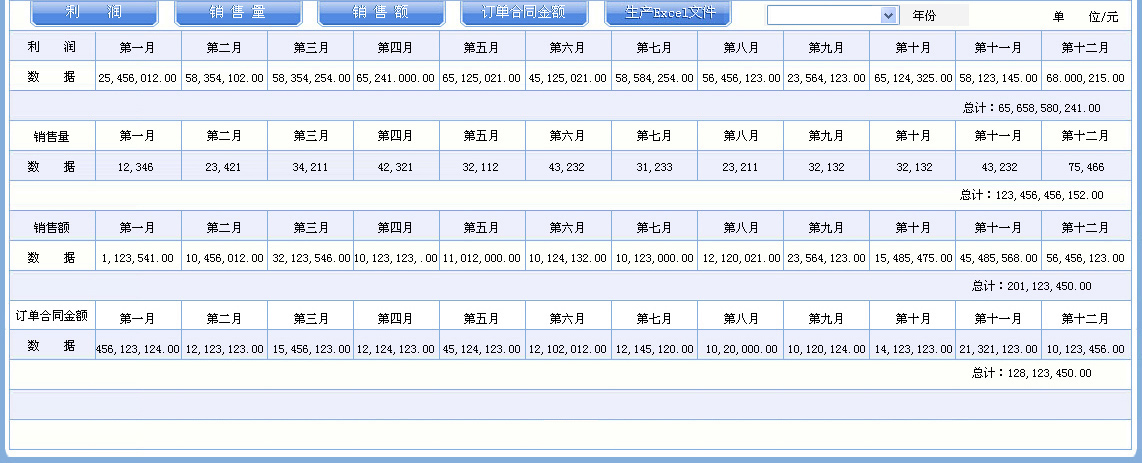 利 润 销 售 量 销 售 额 订单合同金额 生产Excel文件 年份 单 位/元
利 润 第一月 第二月 第三月 第四月 第五月 第六月 第七月 第八月 第九月 第十月 第十一月 第十二月
数 据 25,456,012.00 58,354,102.00 58,354,254.00 65,241.000.00 65,125,021.00 45,125,021.00 58,584,254.00 56,456,123.00 23,564,123.00 65,124,325.00 58,123,145.00 68.000,215.00
总计：65,658,580,241.00
销售量 第一月 第二月 第三月 第四月 第五月 第六月 第七月 第八月 第九月 第十月 第十一月 第十二月
数 据 12,346 23,421 34,211 42,321 32,112 43,232 31,233 23,211 32,132 32,132 43,232 75,466
总计：123,456,456,152.00
销售额 第一月 第二月 第三月 第四月 第五月 第六月 第七月 第八月 第九月 第十月 第十一月 第十二月
数 据 1,123,541.00 10,456,012.00 32,123,546.00 10,123,123,.00 11,012,000.00 10,124,132.00 10,123,000.00 12,120,021.00 23,564,123.00 15,485,475.00 45,485,568.00 56,456,123.00
总计：201,123,450.00
订单合同金额 第一月 第二月 第三月 第四月 第五月 第六月 第七月 第八月 第九月 第十月 第十一月 第十二月
数 据 456,123,124.00 12,123,123.00 15,456,123.00 12,124,123.00 45,124,123.00 12,102,012.00 12,145,120.00 10,20,000.00 10,120,124.00 14,123,123.00 21,321,123.00 10,123,456.00
总计：128,123,450.00